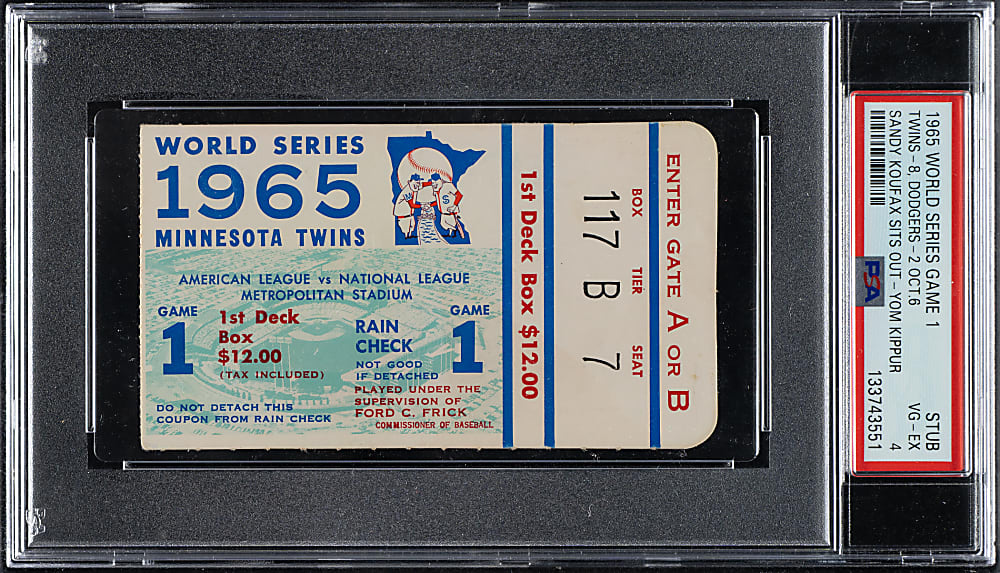 WORLD SERIES
1965
MINNESOTA TWINS
AMERICAN LEAGUE vs NATIONAL LEAGUE
METROPOLITAN STADIUM
GAME
1
1st Deck
Box
$12.00
(TAX INCLUDED)
RAIN
CHECK
NOT GOOD
IF DETACHED
GAME
1
DO NOT DETACH THIS
COUPON FROM RAIN CHECK
PLAYED UNDER THE
SUPERVISION OF
FORD C. FRICK
COMMISSIONER OF BASEBALL
1st Deck Box $12.00
BOX TIER SEAT
117 B 7
ENTER GATE A OR B
1965 WORLD SERIES GAME 1 STUB
TWINS-8, DODGERS-2 OCT.6 VG-EX
SANDY KOUFAX SITS OUT-YOM KIPPUR 4
PSA
133743551